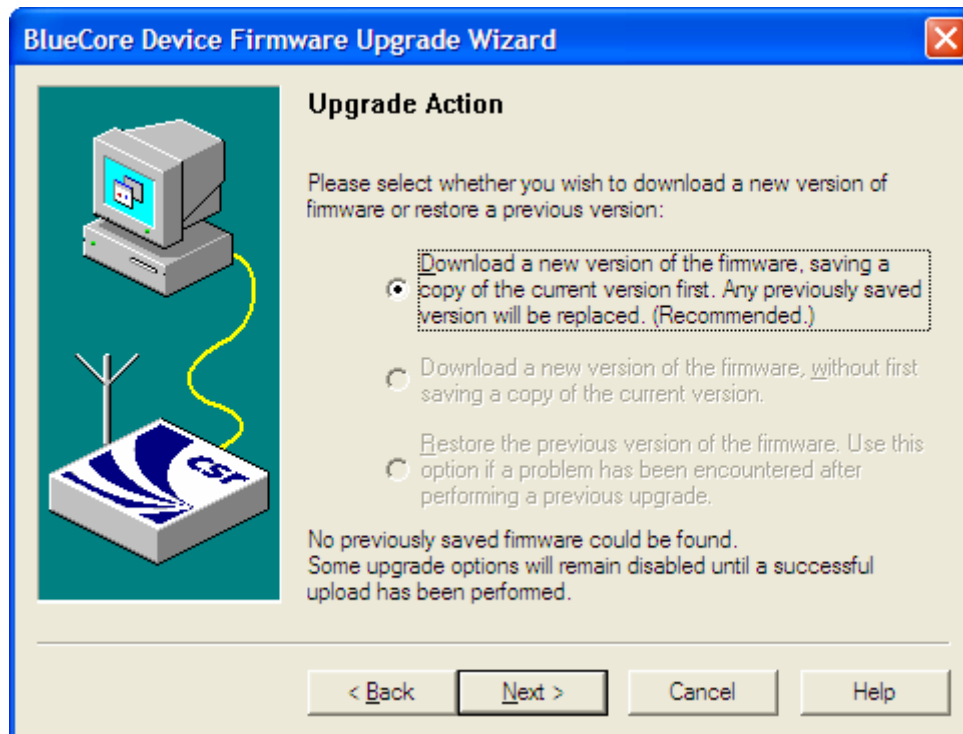 BlueCore Device Firmware Upgrade Wizard
Upgrade Action
Please select whether you wish to download a new version of
firmware or restore a previous version:
Download a new version of the firmware, saving a
copy of the current version first. Any previously saved
version will be replaced. (Recommended.)
Download a new version of the firmware, without first
saving a copy of the current version.
Restore the previous version of the firmware. Use this
option if a problem has been encountered after
performing a previous upgrade.
CSR
No previously saved firmware could be found.
Some upgrade options will remain disabled until a successful
upload has been performed.
< Back Next > Cancel Help